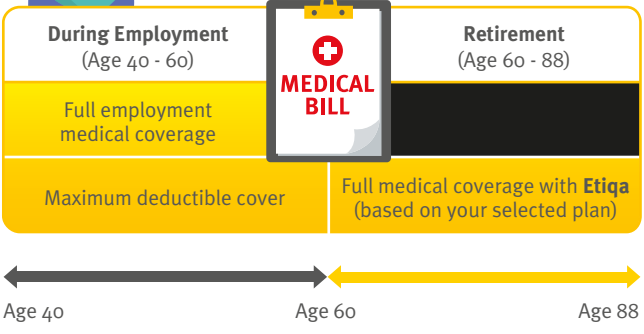 During Employment
(Age 40 - 60)
MEDICAL
BILL
Retirement
(Age 60 - 88)
Full employment
medical coverage
Maximum deductible cover
Full medical coverage with Etiqa
(based on your selected plan)
Age 40
Age 60
Age 88